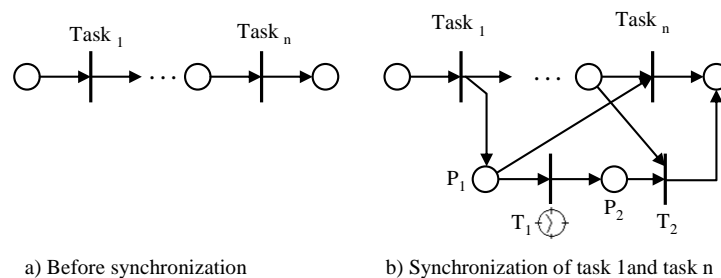 Task 1
Task n
. . .
a) Before synchronization
Task 1
Task n
. . .
P1
T1
P2
T2
b) Synchronization of task 1and task n